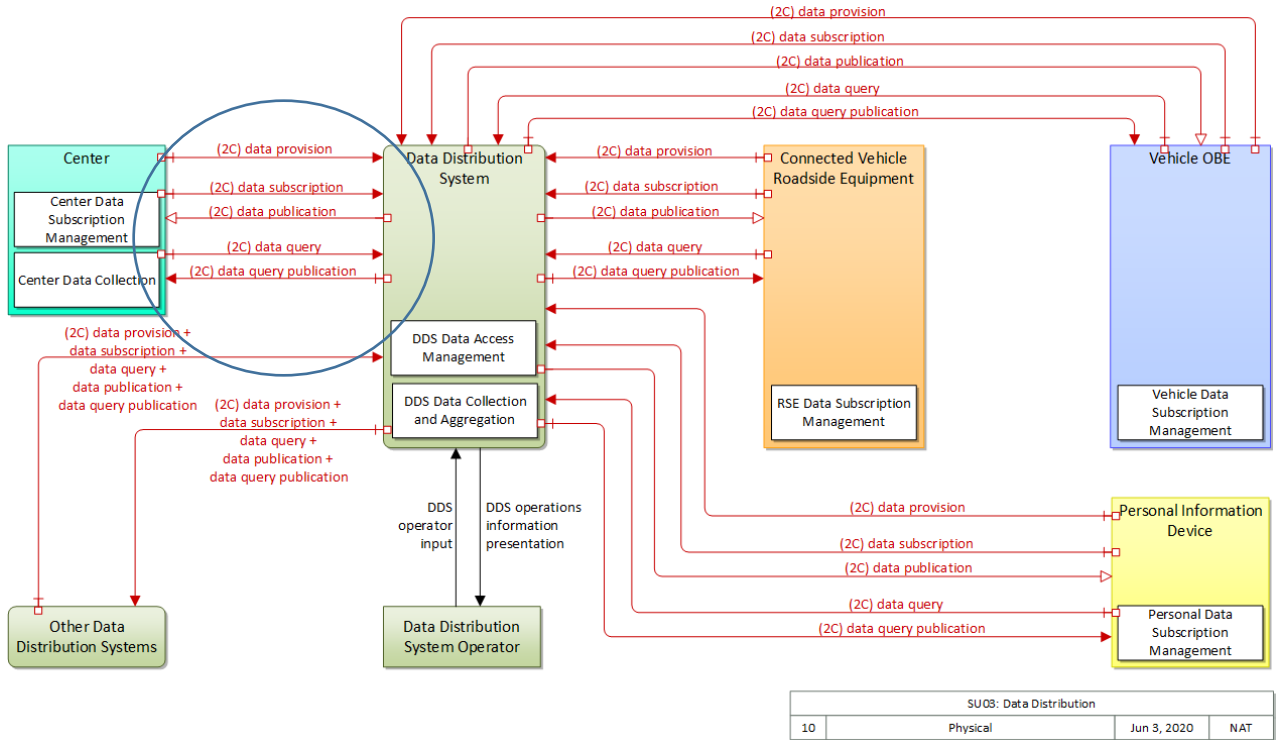 (2C) data provision
(2C) data subscription
(2C) data publication
(2C) data query
(2C) data query publication
Center
Center Data
Subscription
Management
Center Data Collection
(2C) data provision
(2C) data subscription
(2C) data publication
(2C) data query
(2C) data query publication
Data Distribution
System
DDS Data Access
Management
DDS Data Collection
and Aggregation
(2C) data provision
(2C) data subscription
(2C) data publication
(2C) data query
(2C) data query publication
Connected Vehicle
Roadside Equipment
RSE Data Subscription
Management
Vehicle OBE
Vehicle Data
Subscription
Management
(2C) data provision +
data subscription +
data query +
data publication +
data query publication
(2C) data provision +
data subscription +
data query +
data publication +
data query publication
DDS
operator
input
DDS operations
information
presentation
(2C) data provision
(2C) data subscription
(2C) data publication
(2C) data query
(2C) data query publication
Personal Information
Device
Personal Data
Subscription
Management
Other Data
Distribution Systems
Data Distribution
System Operator
SU03: Data Distribution
10 Physical Jun 3, 2020 NAT